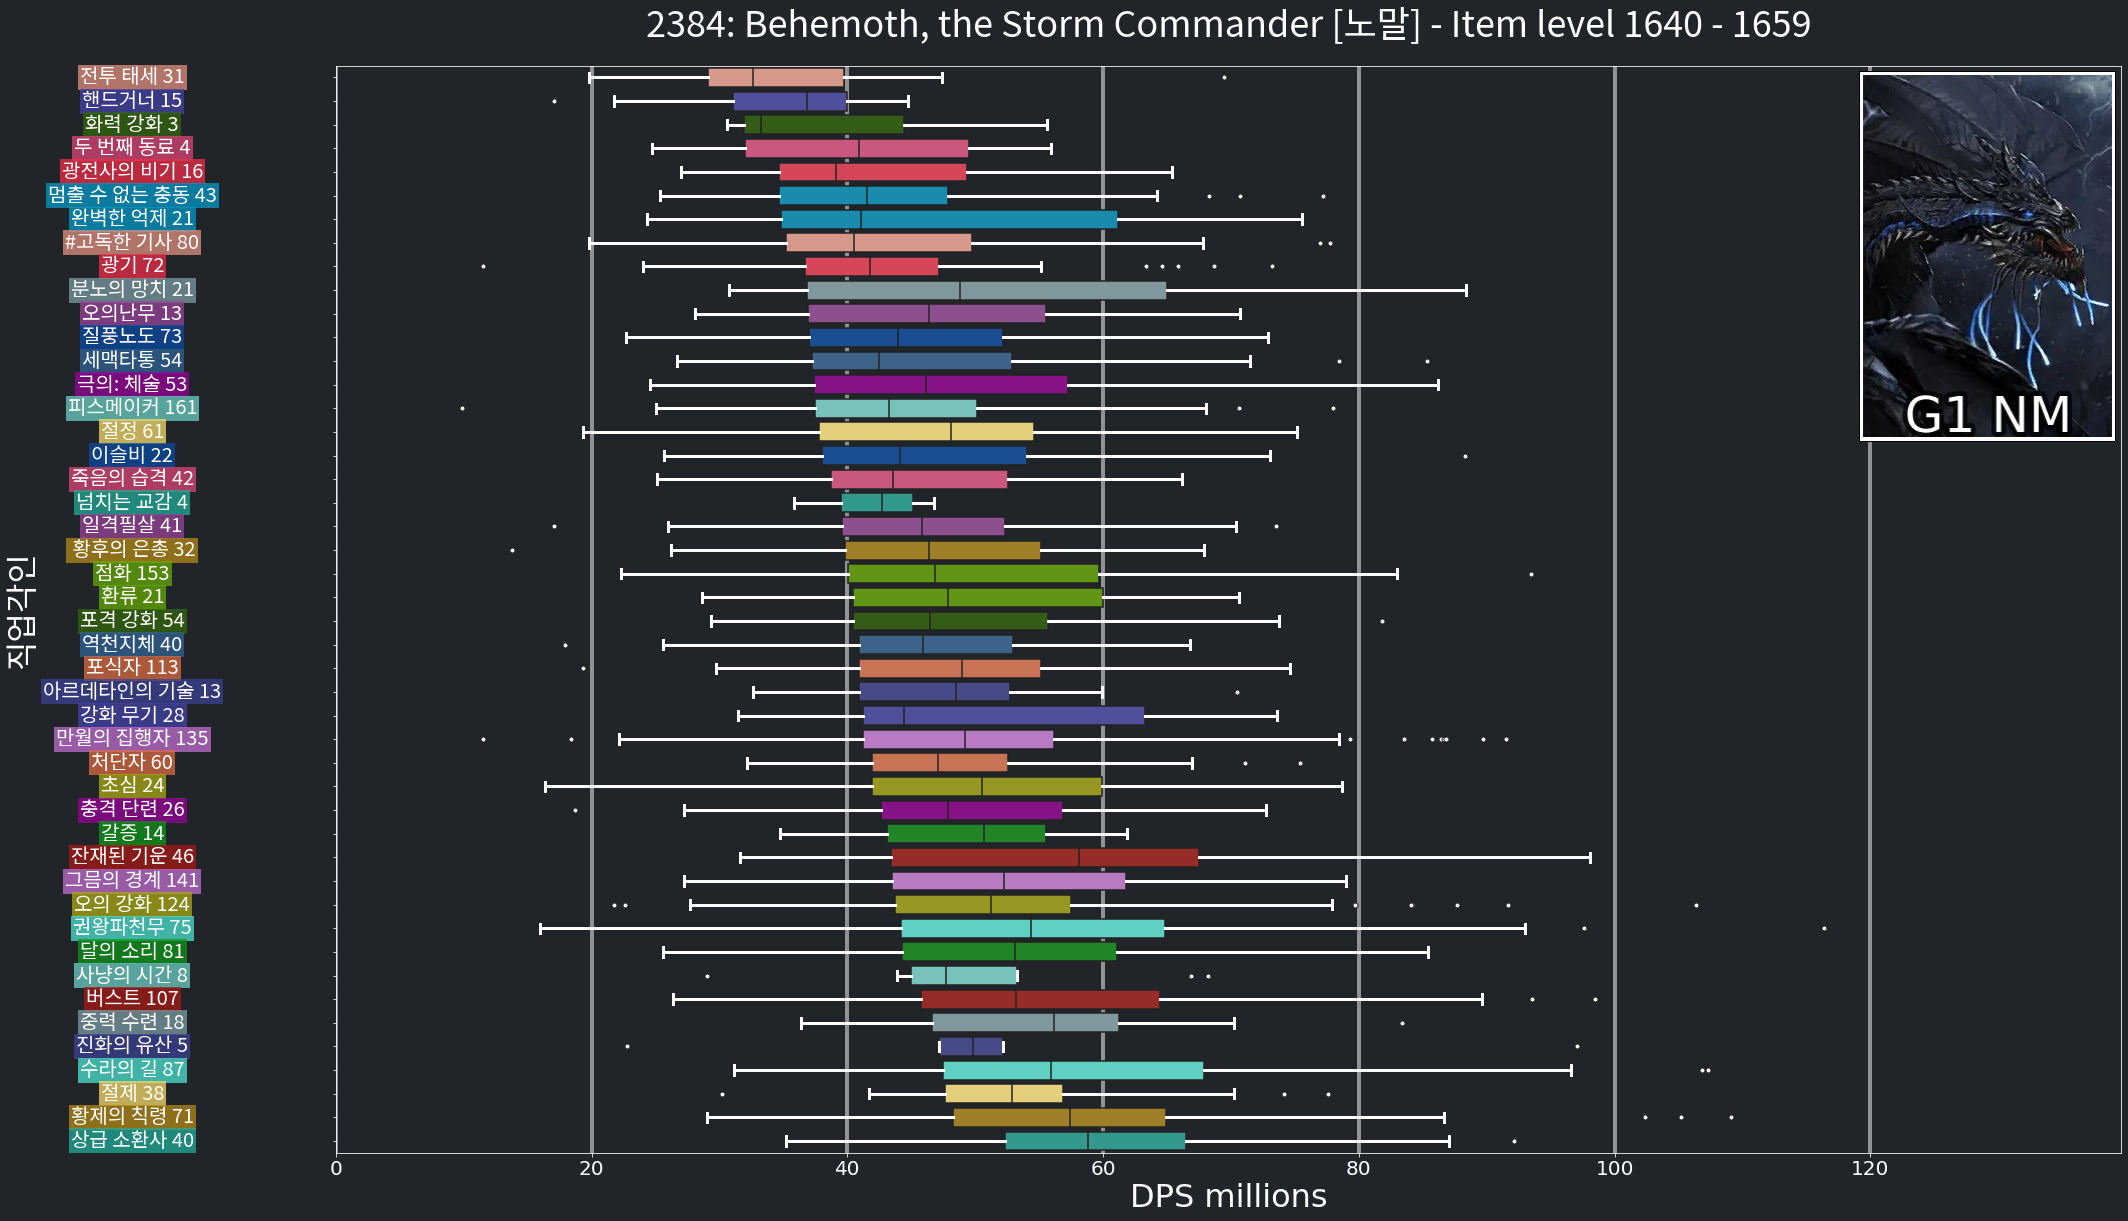 2384: Behemoth, the Storm Commander [노말] - Item level 1640 - 1659
전투 태세 31
핸드거너 15
화력 강화 3
두 번째 동료 4
광전사의 비기 16
멈출 수 없는 충동 43
완벽한 억제 21
#고독한 기사 80
광기 72
분노의 망치 21
오의난무 13
질풍노도 73
세맥타통 54
극의: 체술 53
피스메이커 161
절정 61
이슬비 22
죽음의 습격 42
넘치는 교감 4
일격필살 41
황후의 은총 32
점화 153
환류 21
포격 강화 54
역천지체 40
포식자 113
아르데타인의 기술 13
강화 무기 28
만월의 집행자 135
처단자 60
초심 24
충격 단련 26
갈증 14
잔재된 기운 46
그믐의 경계 141
오의 강화 124
권왕파천무 75
달의 소리 81
사냥의 시간 8
버스트 107
중력 수련 18
진화의 유산 5
수라의 길 87
절제 38
황제의 칙령 71
상급 소환사 40
직업각인
G1 NM
0 20 40 60 80 100 120
DPS millions